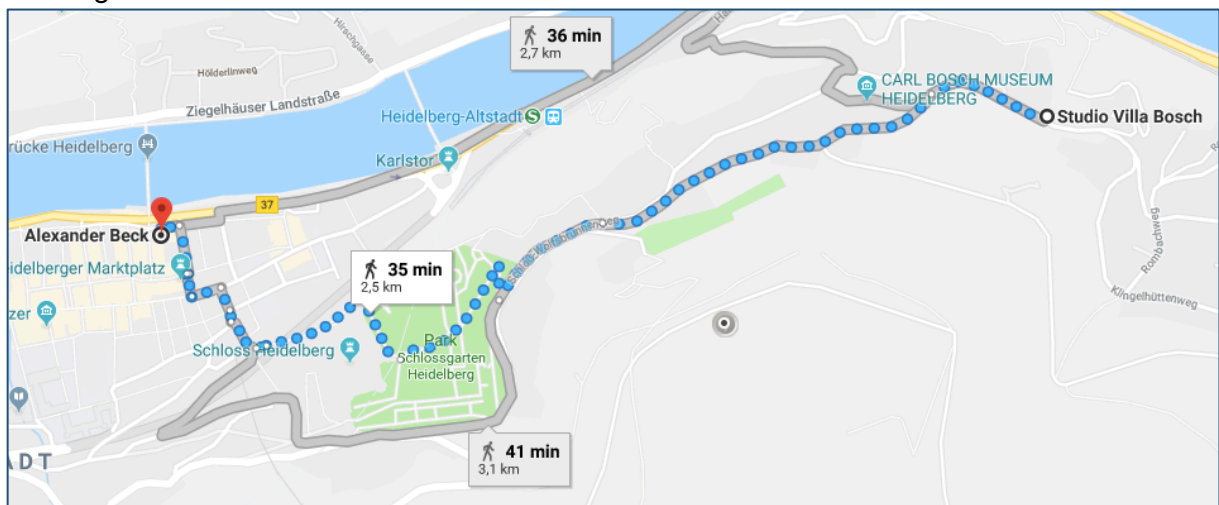 36 min
2,7 km
Hirschgasse
Hölderlinweg
Ziegelhäuser Landstraße
CARL BOSCH MUSEUM
HEIDELBERG
Studio Villa Bosch
Heidelberg-Altstadt S
rücke Heidelberg
Karlstor
37
Alexander Beck
eidelberger Marktplatz
35 min
2,5 km
Rombachweg
Klingelhüttenweg
zer
Schloss Heidelberg
Park
Schlossgarten
Heidelberg
41 min
3,1 km
ADT